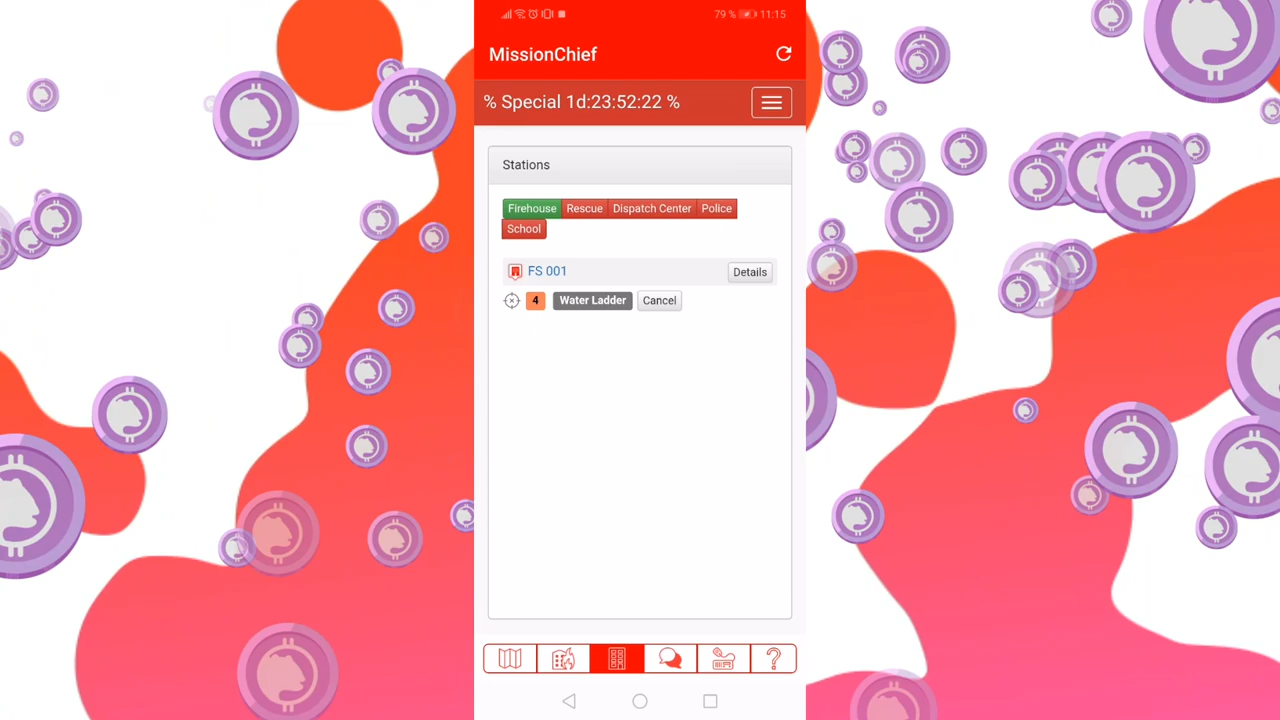 79 % 11:15
MissionChief
% Special 1d:23:52:22 %
Stations
Firehouse Rescue Dispatch Center Police
School
FS 001 Details
4 Water Ladder Cancel
?